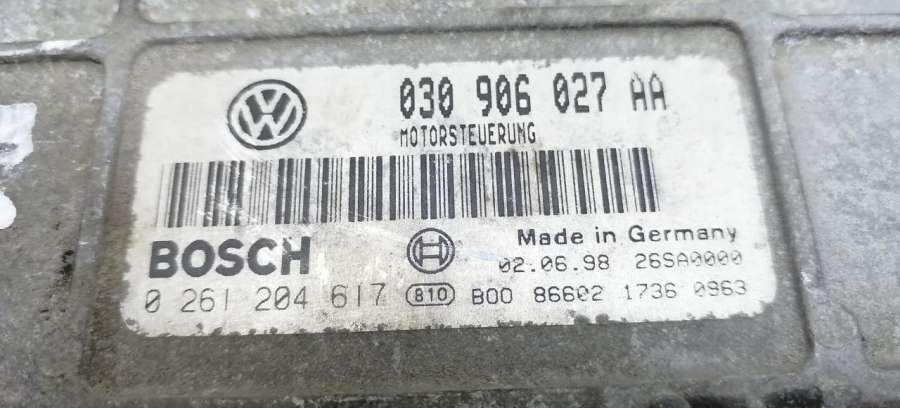 030 906 027 AA
MOTORSTEUERUNG
BOSCH
Made in Germany
02.06.98 26SA0000
0 261 204 617 810 B00 86602 1736 0963